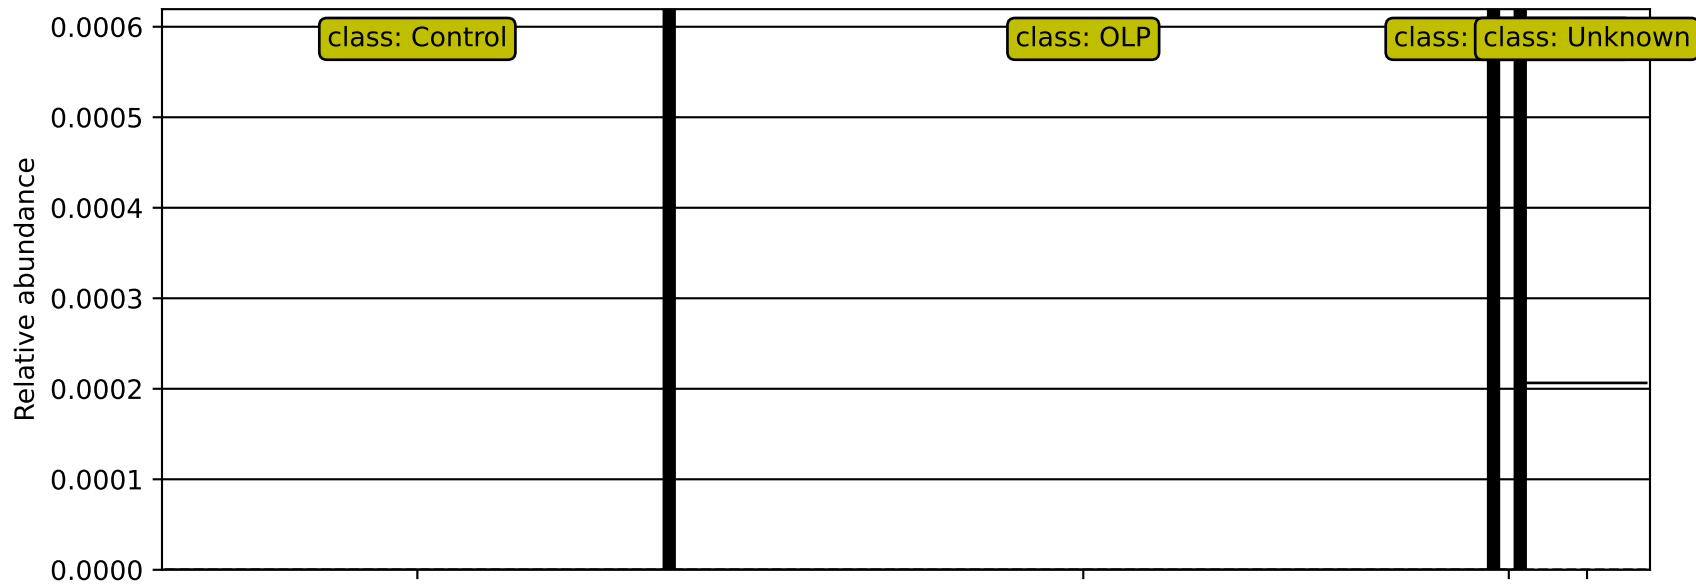 0.0006
0.0005
0.0004
0.0003
0.0002
0.0001
0.0000
Relative abundance
class: Control
class: OLP
class:
class: Unknown